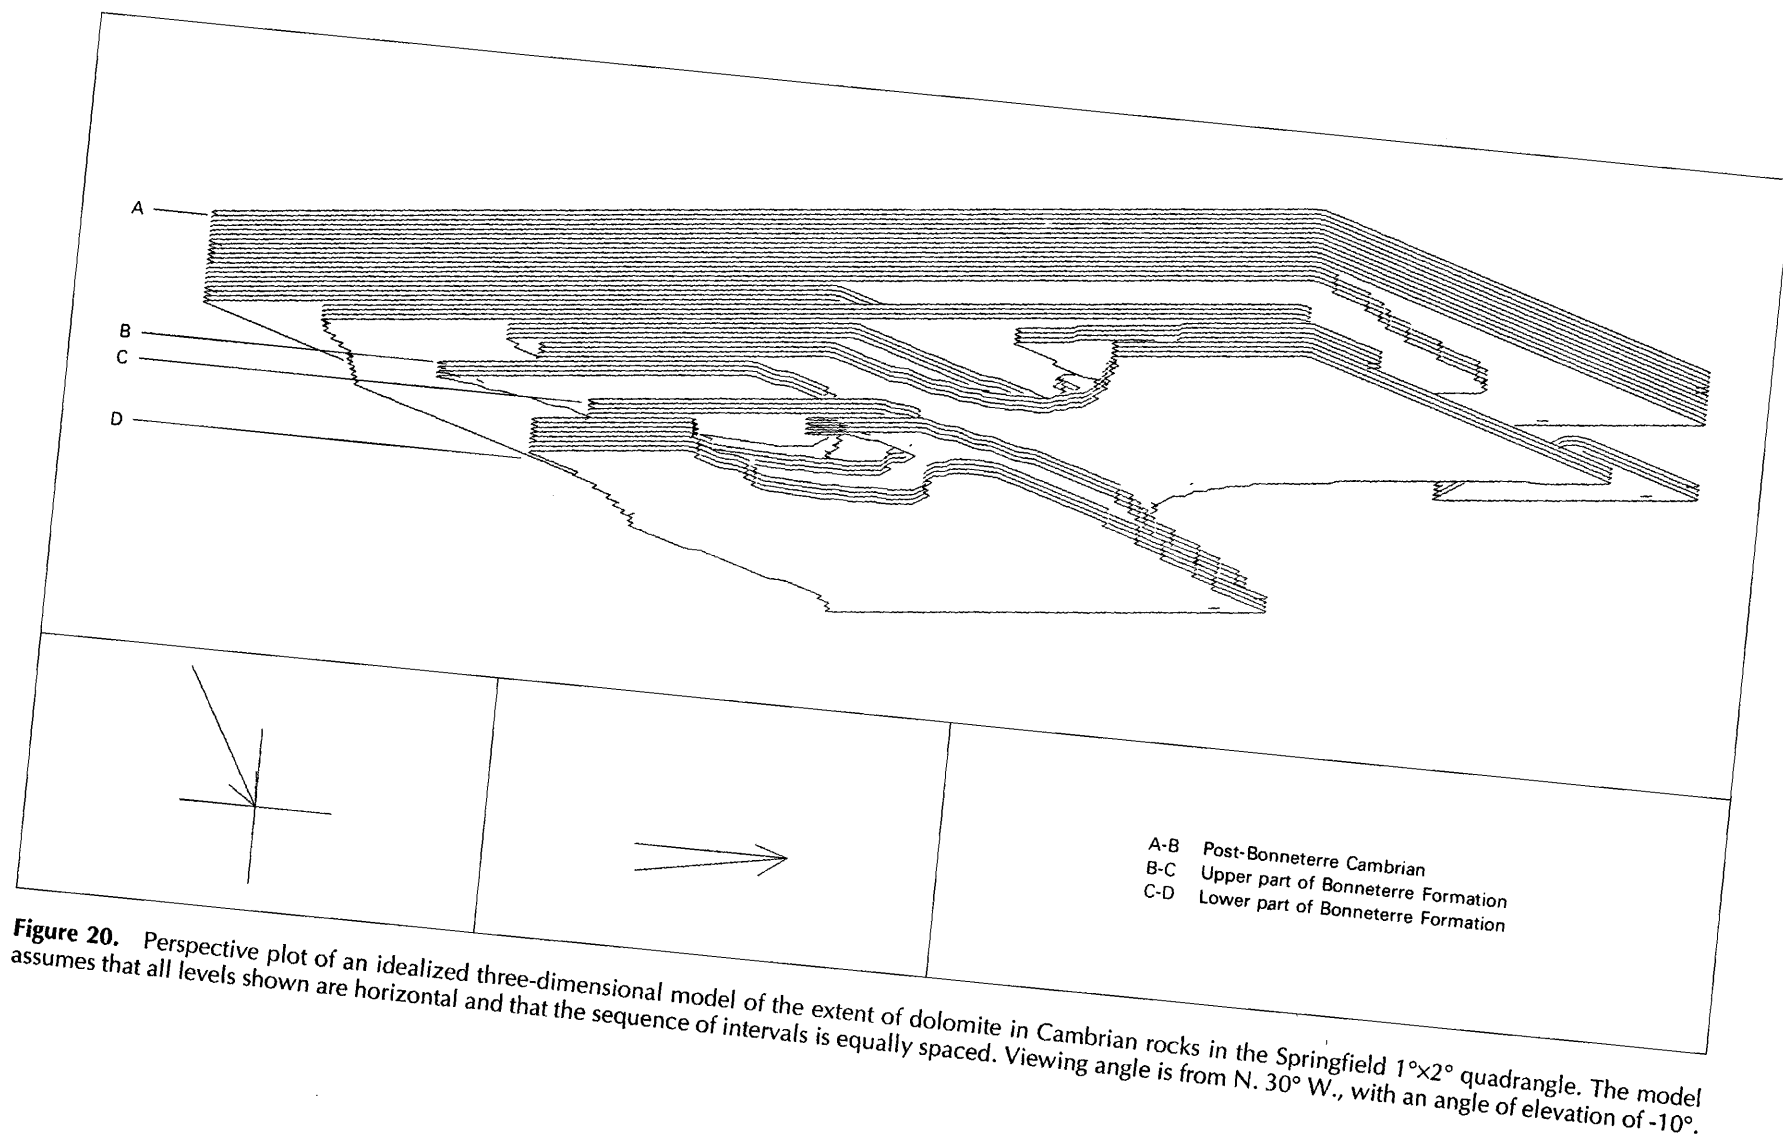 A
B
C
D
A-B Post-Bonneterre Cambrian
B-C Upper part of Bonneterre Formation
C-D Lower part of Bonneterre Formation
Figure 20. Perspective plot of an idealized three-dimensional model of the extent of dolomite in Cambrian rocks in the Springfield 1°x2° quadrangle. The model
assumes that all levels shown are horizontal and that the sequence of intervals is equally spaced. Viewing angle is from N. 30° W., with an angle of elevation of -10°.